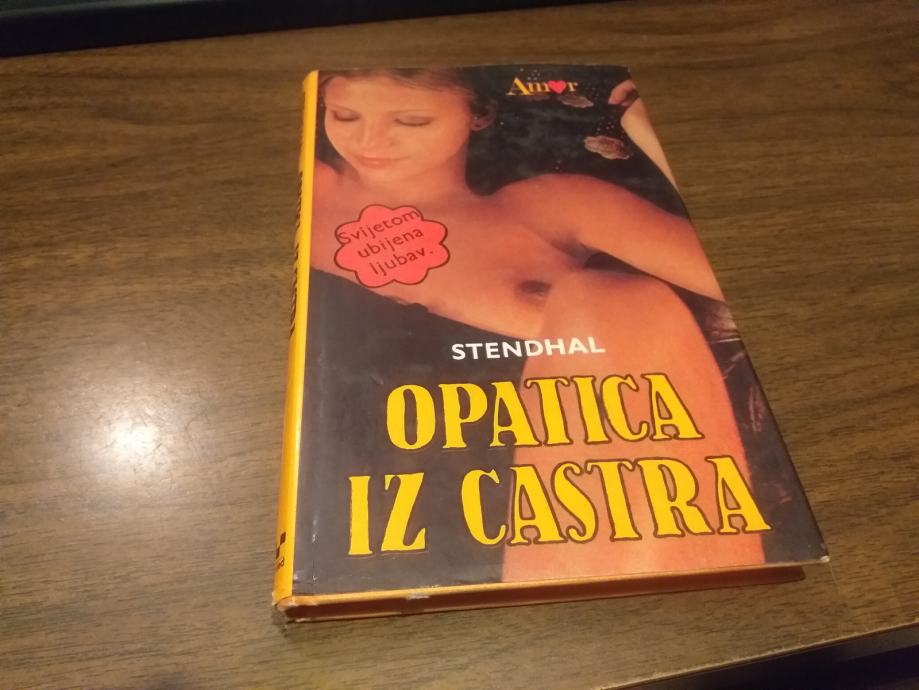 Amor
Svijetom
ubijena
ljubav.
STENDHAL
OPATICA
IZ CASTRA